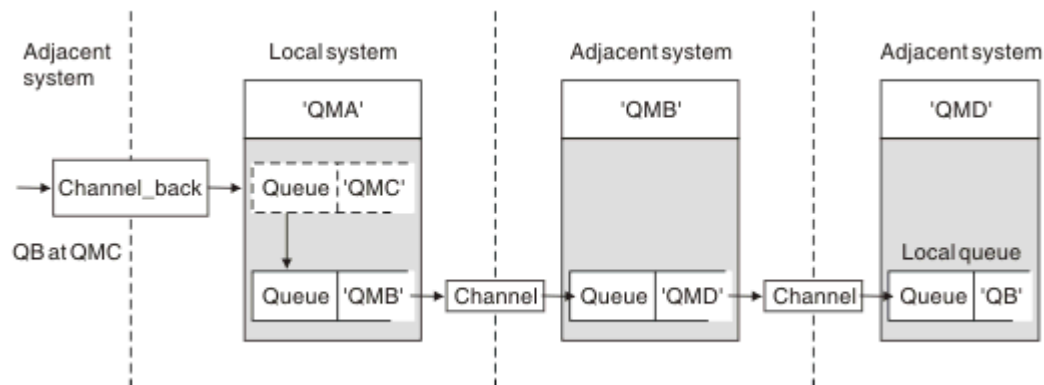 Adjacent system
Local system
Adjacent system
Adjacent system
'QMA'
'QMB'
'QMD'
Channel_back
Queue 'QMC'
QB at QMC
Local queue
Queue 'QMB'
Channel
Queue 'QMD'
Channel
Queue 'QB'